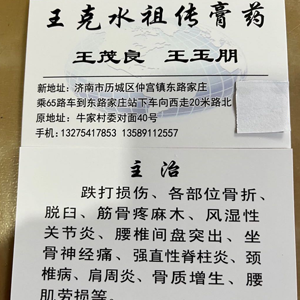 王克水祖传膏药
王茂良 王玉朋
新地址:济南市历城区仲宫镇东路家庄
乘65路车到东路家庄站下车向西走20米路北
原地址:牛家村委对面40号
手机:13275417853 13589112557
主治
跌打损伤、各部位骨折、
脱臼、筋骨疼麻木、风湿性
关节炎、腰椎间盘突出、坐
骨神经痛、强直性脊柱炎、颈
椎病、肩周炎、骨质增生、腰
肌劳损等。